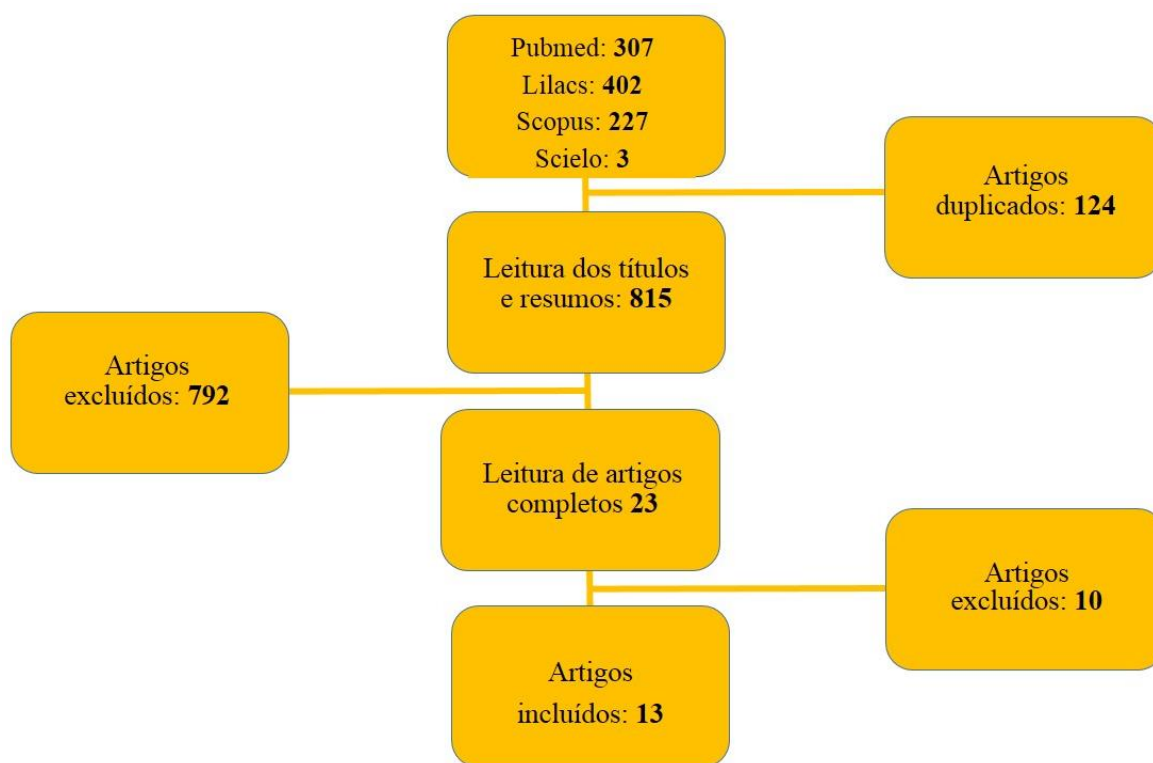 Pubmed: 307
Lilacs: 402
Scopus: 227
Scielo: 3
Artigos
duplicados: 124
Leitura dos títulos
e resumos: 815
Artigos
excluídos: 792
Leitura de artigos
completos 23
Artigos
excluídos: 10
Artigos
incluídos: 13